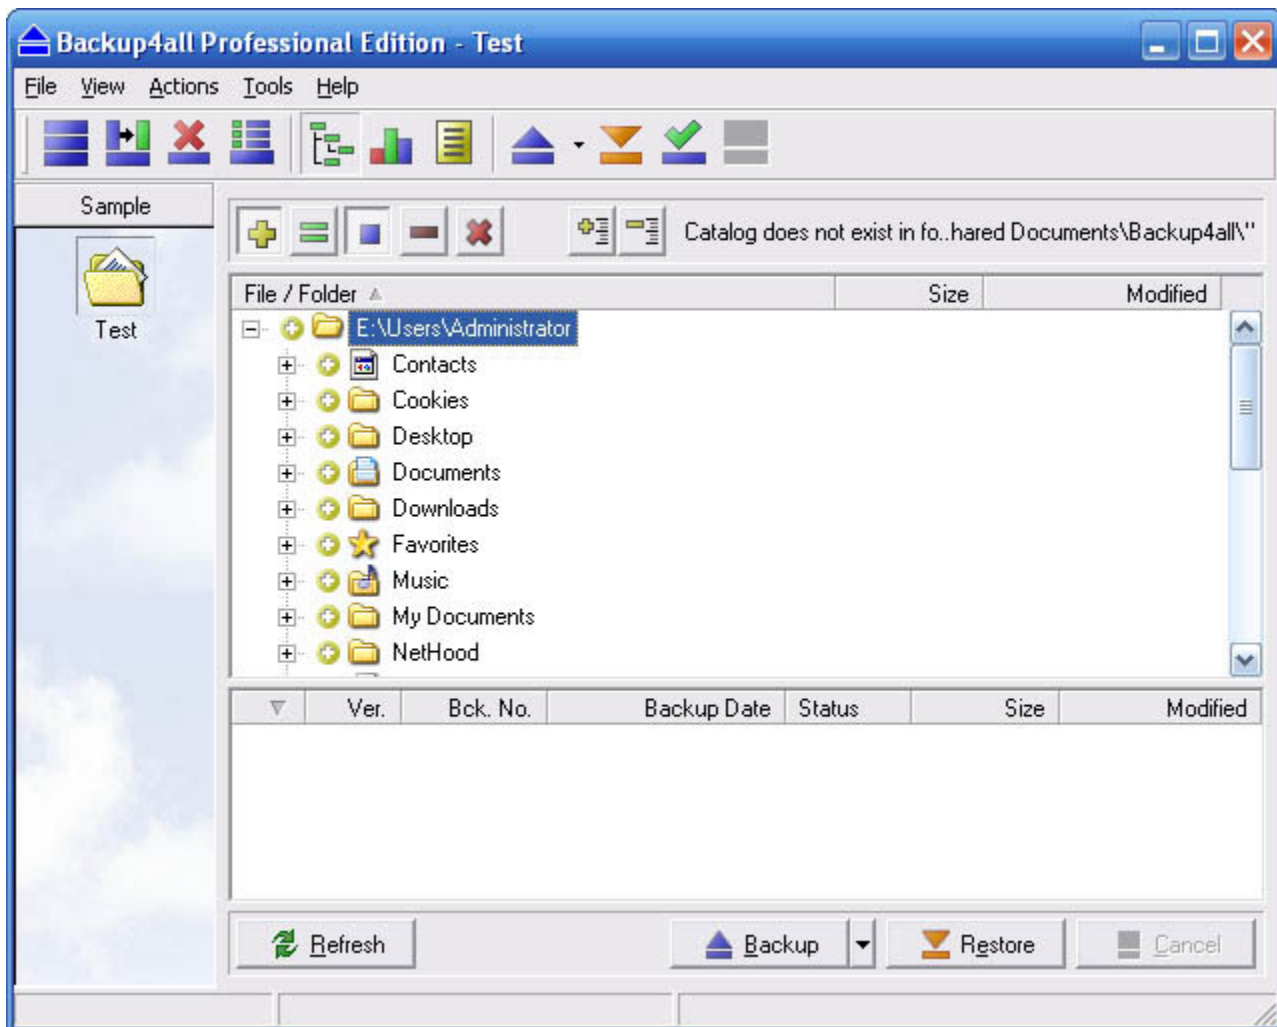 Backup4all Professional Edition - Test
File View Actions Tools Help
Sample
Test
Catalog does not exist in fo..hared Documents\Backup4all\"
File / Folder Size Modified
E:\Users\Administrator
Contacts
Cookies
Desktop
Documents
Downloads
Favorites
Music
My Documents
NetHood
Ver. Bck. No. Backup Date Status Size Modified
Refresh Backup Restore Cancel